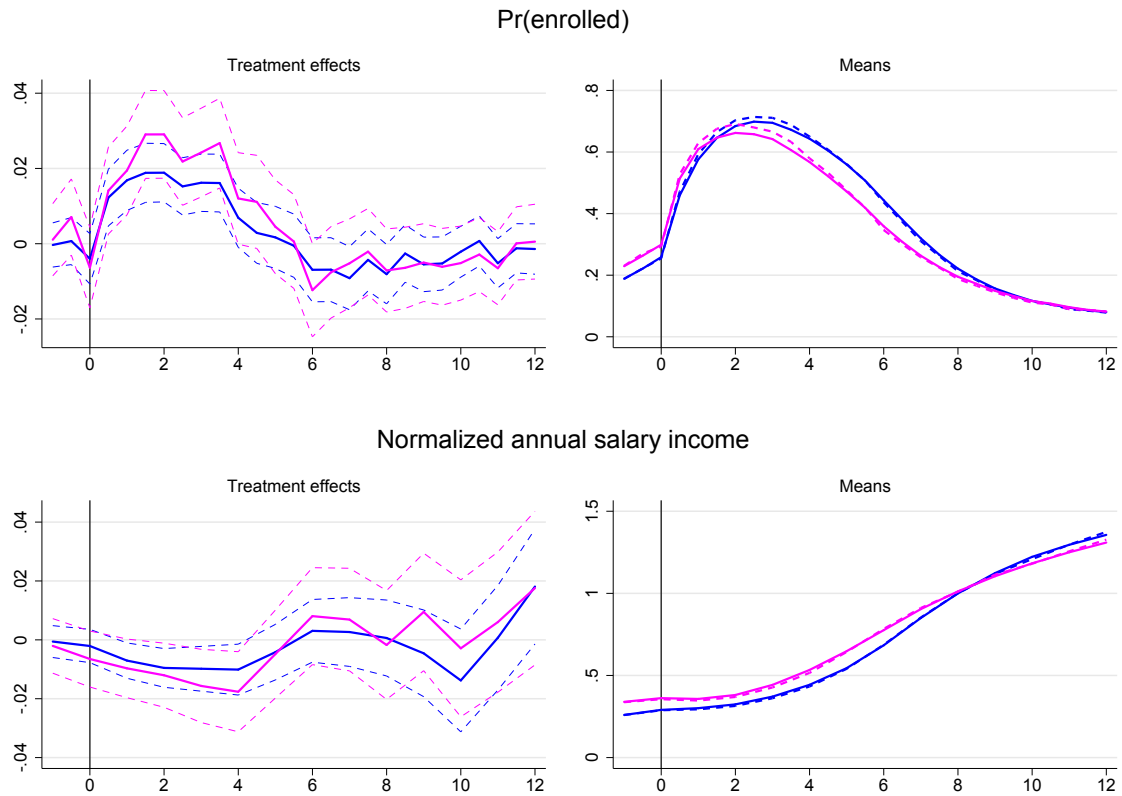 Pr(enrolled)
Treatment effects
Means
.04
.02
0
-.02
0 2 4 6 8 10 12
.8
.6
.4
.2
0
0 2 4 6 8 10 12
Normalized annual salary income
Treatment effects
Means
.04
.02
0
-.02
-.04
0 2 4 6 8 10 12
1.5
1
.5
0
0 2 4 6 8 10 12